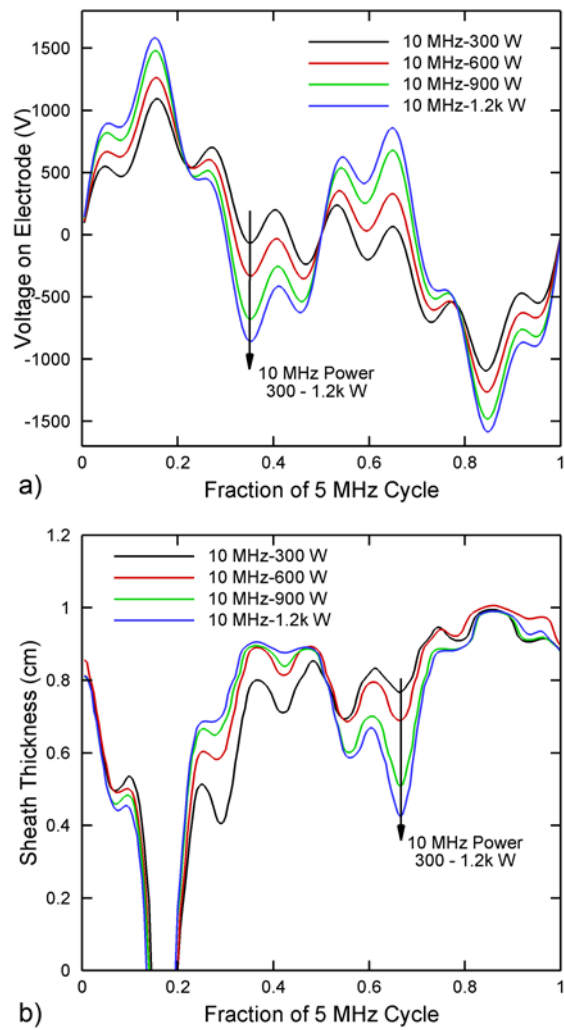 1500
1000
500
0
-500
-1000
-1500
Voltage on Electrode (V)
10 MHz-300 W
10 MHz-600 W
10 MHz-900 W
10 MHz-1.2k W
10 MHz Power
300 - 1.2k W
0 0.2 0.4 0.6 0.8 1
a)
Fraction of 5 MHz Cycle
1.2
1
0.8
0.6
0.4
0.2
0
Sheath Thickness (cm)
10 MHz-300 W
10 MHz-600 W
10 MHz-900 W
10 MHz-1.2k W
10 MHz Power
300 - 1.2k W
0 0.2 0.4 0.6 0.8 1
b)
Fraction of 5 MHz Cycle